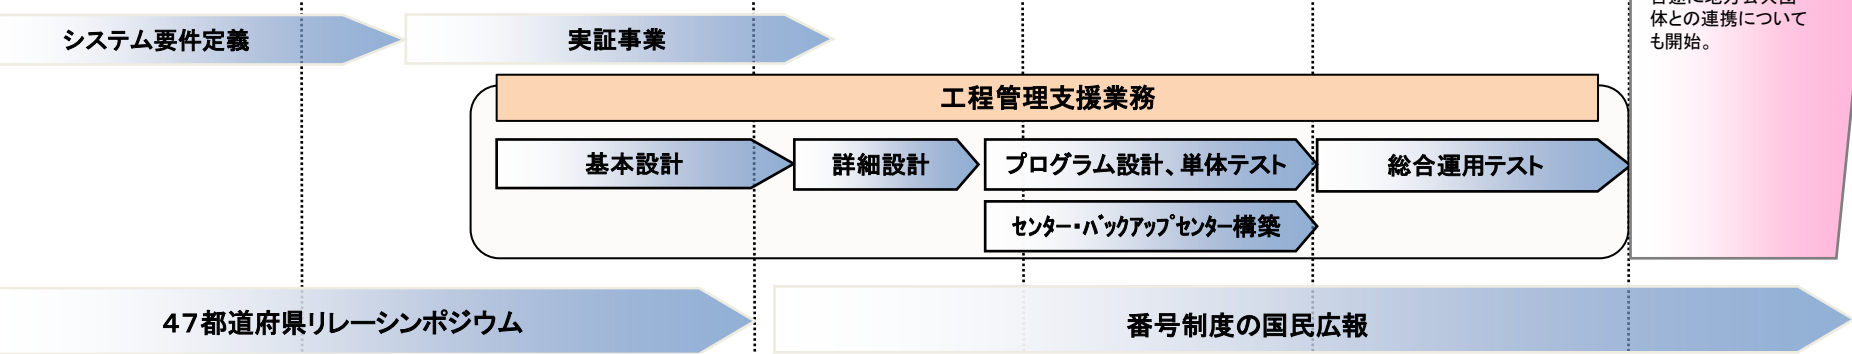 システム要件定義
実証事業
体との連携について
も開始。
工程管理支援業務
基本設計
詳細設計
プログラム設計、単体テスト
総合運用テスト
センター・バックアップセンター構築
47都道府県リレーシンポジウム
番号制度の国民広報